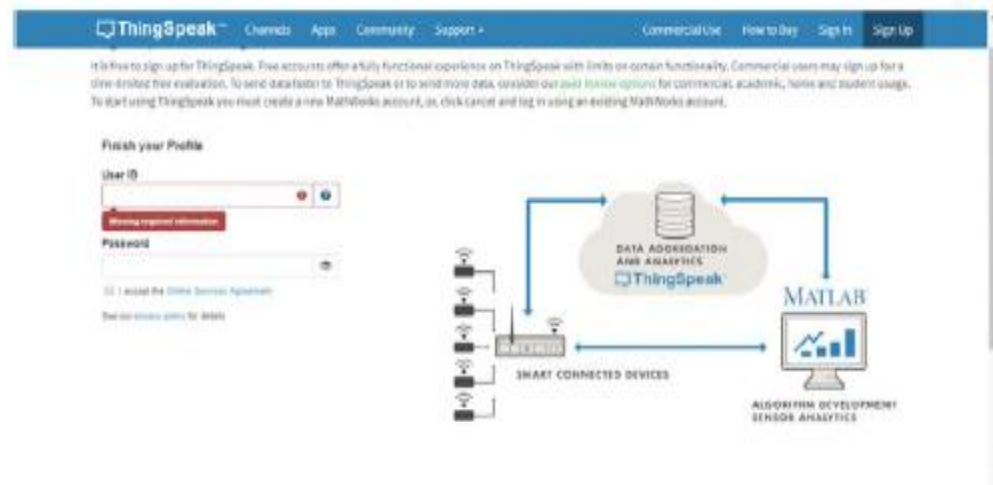 ThingSpeak™ Channels Apps Community Support Commercial Use How to Buy Sign In Sign Up
It is free to sign up for ThingSpeak. Free accounts offer a fully functional experience on ThingSpeak with limits on certain functionality. Commercial users may sign up for a
time-limited free evaluation. To send data faster to ThingSpeak or to send more data, consider our paid license options for commercial, academic, home and student usage.
To start using ThingSpeak you must create a new MathWorks account, or, click cancel and log in using an existing MathWorks account.
Finish your Profile
User ID
Missing required information
Password
I accept the Online Services Agreement
See our privacy policy for details
DATA AGGREGATION
AND ANALYTICS
ThingSpeak
MATLAB
SMART CONNECTED DEVICES
ALGORITHM DEVELOPMENT
SENSOR ANALYTICS